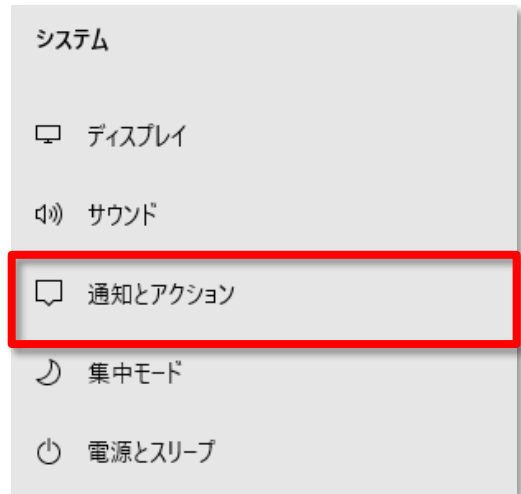 システム
ディスプレイ
サウンド
通知とアクション
集中モード
電源とスリープ